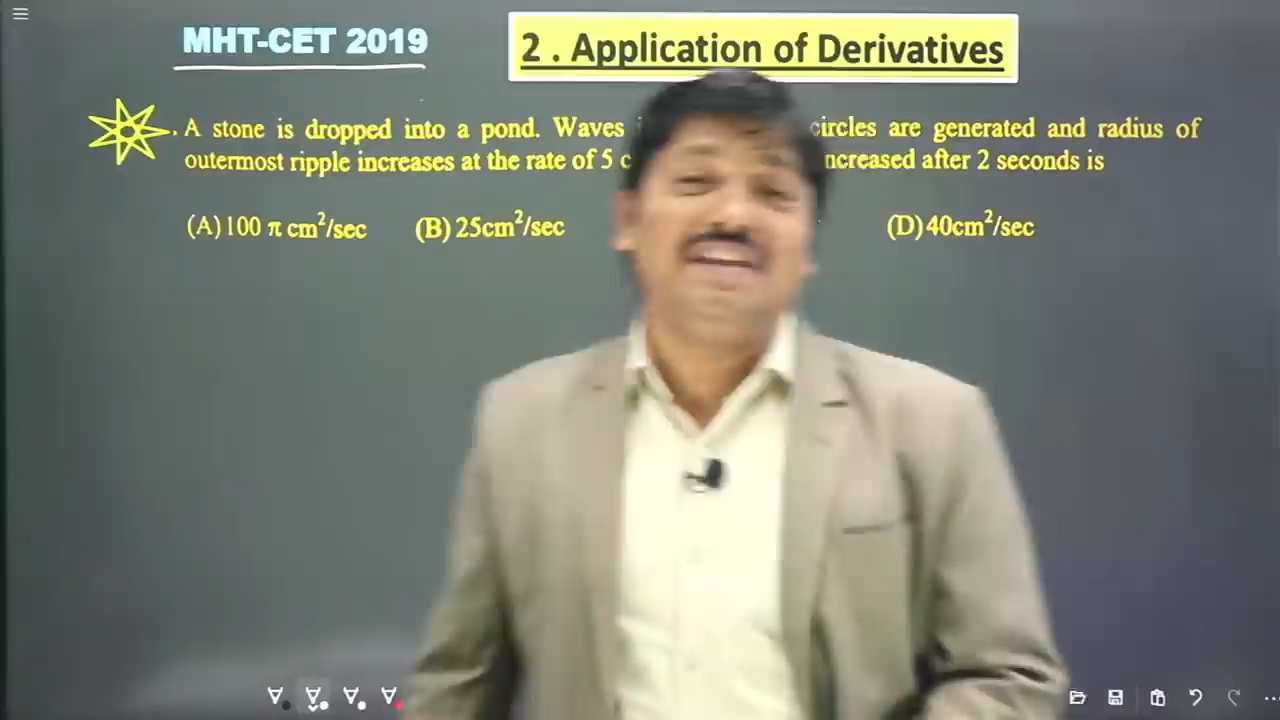 MHT-CET 2019
2 . Application of Derivatives
. A stone is dropped into a pond. Waves circles are generated and radius of
outermost ripple increases at the rate of 5 ncreased after 2 seconds is
(A) 100 π cm²/sec (B) 25cm²/sec (D) 40cm²/sec